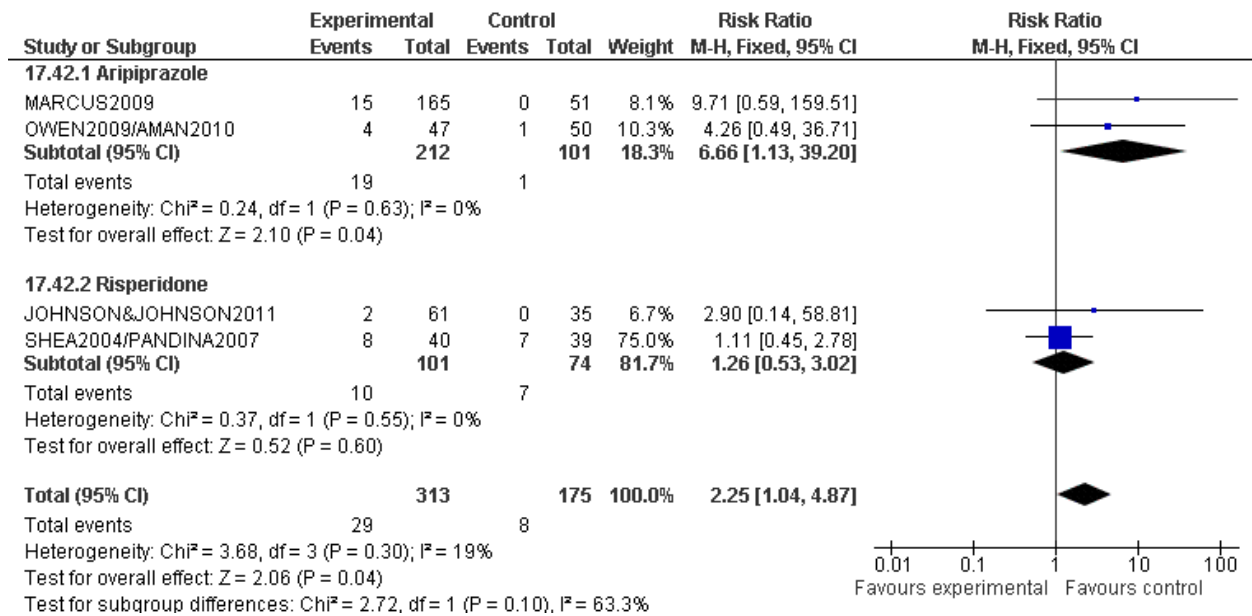 Experimental Control Risk Ratio Risk Ratio
Study or Subgroup Events Total Events Total Weight M-H, Fixed, 95% CI M-H, Fixed, 95% CI
17.42.1 Aripiprazole
MARCUS2009 15 165 0 51 8.1% 9.71 [0.59, 159.51]
OWEN2009/AMAN2010 4 47 1 50 10.3% 4.26 [0.49, 36.71]
Subtotal (95% CI) 212 101 18.3% 6.66 [1.13, 39.20]
Total events 19 1
Heterogeneity: Chi² = 0.24, df = 1 (P = 0.63); I² = 0%
Test for overall effect: Z = 2.10 (P = 0.04)
17.42.2 Risperidone
JOHNSON&JOHNSON2011 2 61 0 35 6.7% 2.90 [0.14, 58.81]
SHEA2004/PANDINA2007 8 40 7 39 75.0% 1.11 [0.45, 2.78]
Subtotal (95% CI) 101 74 81.7% 1.26 [0.53, 3.02]
Total events 10 7
Heterogeneity: Chi² = 0.37, df = 1 (P = 0.55); I² = 0%
Test for overall effect: Z = 0.52 (P = 0.60)
Total (95% CI) 313 175 100.0% 2.25 [1.04, 4.87]
Total events 29 8
Heterogeneity: Chi² = 3.68, df = 3 (P = 0.30); I² = 19%
Test for overall effect: Z = 2.06 (P = 0.04)
Test for subgroup differences: Chi² = 2.72, df = 1 (P = 0.10), I² = 63.3%
0.01 0.1 1 10 100
Favours experimental Favours control